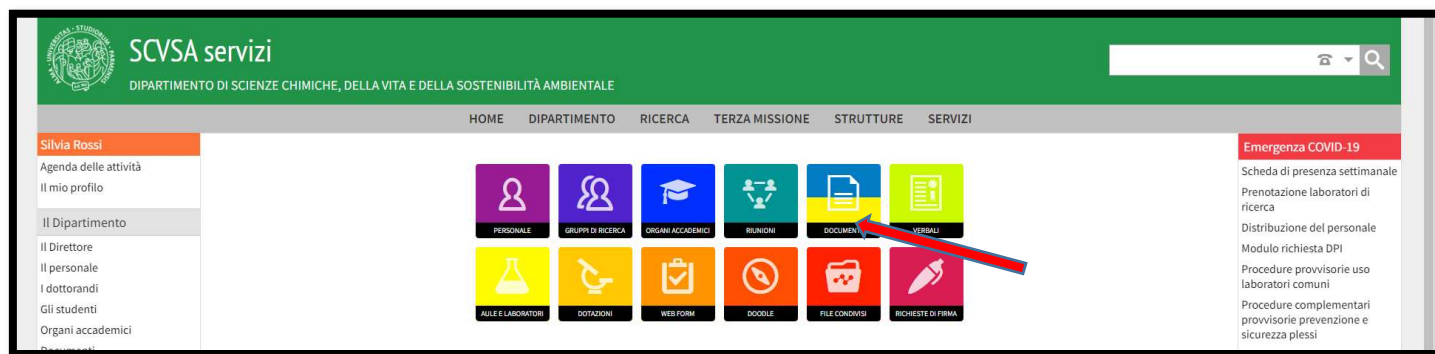 SCVSA servizi
DIPARTIMENTO DI SCIENZE CHIMICHE, DELLA VITA E DELLA SOSTENIBILITÀ AMBIENTALE
HOME DIPARTIMENTO RICERCA TERZA MISSIONE STRUTTURE SERVIZI
Silvia Rossi
Agenda delle attività
Il mio profilo
Il Dipartimento
Il Direttore
Il personale
I dottorandi
Gli studenti
Organi accademici
PERSONALE GRUPPI DI RICERCA ORGANI ACCADEMICI RIUNIONI DOCUMENT VERBALI
AULE E LABORATORI DOTAZIONI WEB FORM DOODLE FILE CONDIVISI RICHIESTE DI FIRMA
Emergenza COVID-19
Scheda di presenza settimanale
Prenotazione laboratori di
ricerca
Distribuzione del personale
Modulo richiesta DPI
Procedure provvisorie uso
laboratori comuni
Procedure complementari
provvisorie prevenzione e
sicurezza plessi